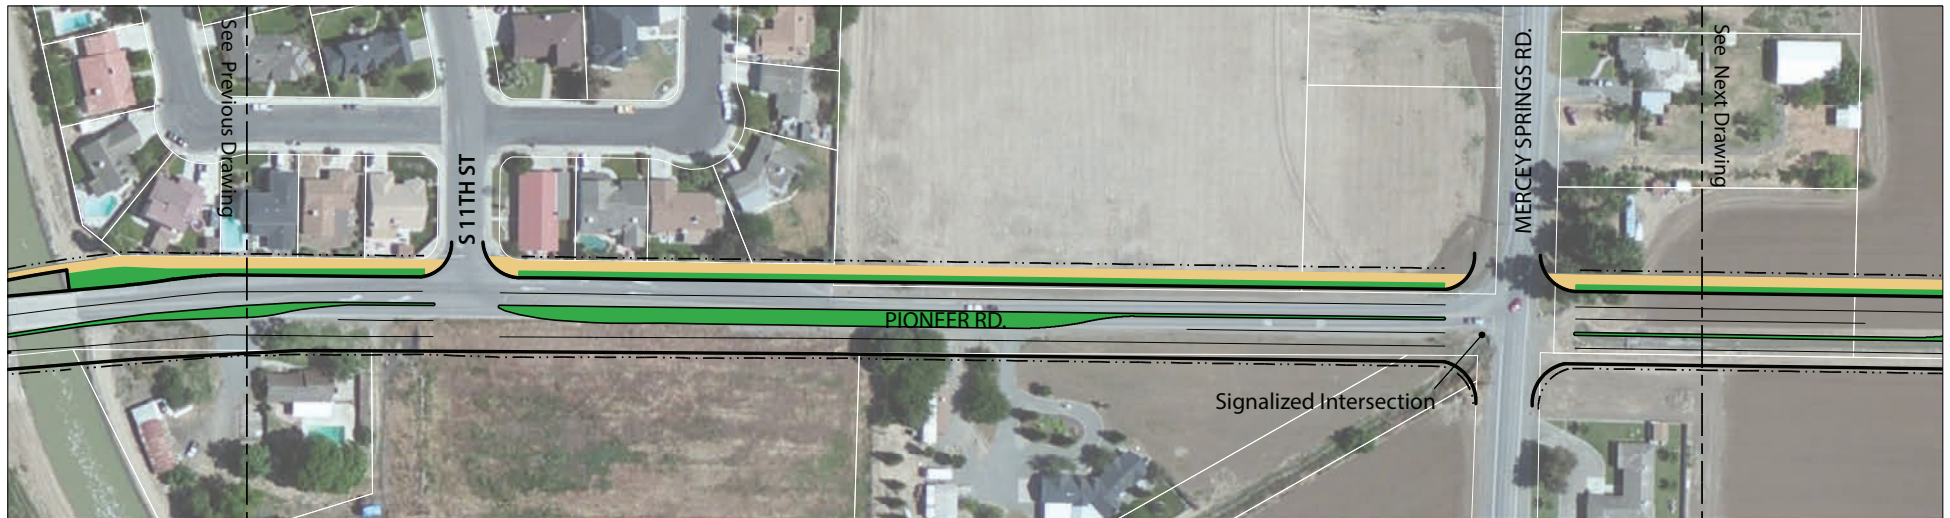 See Previous Drawing
S 11TH ST
PIONEER RD.
Signalized Intersection
MERCEY SPRINGS RD.
See Next Drawing